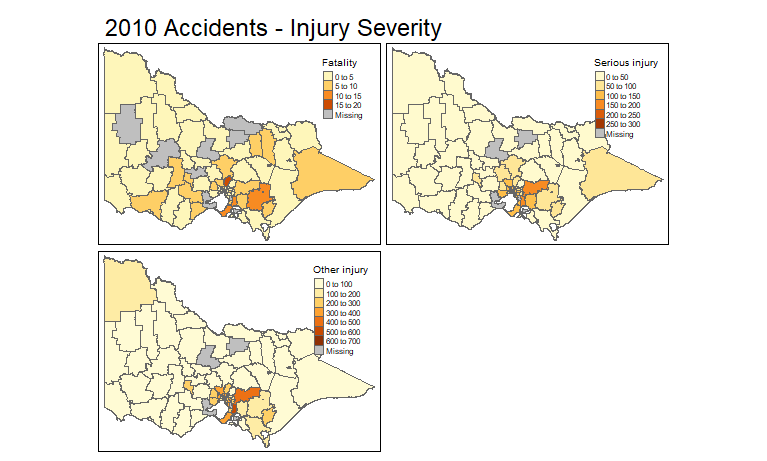 2010 Accidents - Injury Severity
Fatality
0 to 5
5 to 10
10 to 15
15 to 20
Missing
Serious injury
0 to 50
50 to 100
100 to 150
150 to 200
200 to 250
250 to 300
Missing
Other injury
0 to 100
100 to 200
200 to 300
300 to 400
400 to 500
500 to 600
600 to 700
Missing